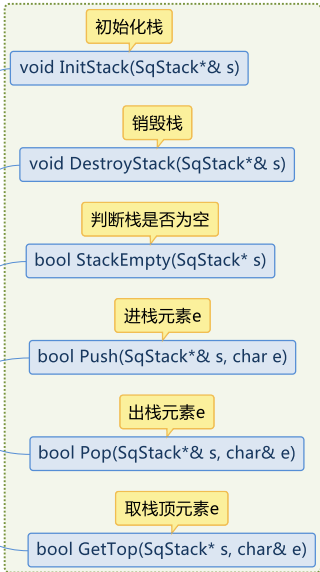 初始化栈
void InitStack(SqStack*& s)
销毁栈
void DestroyStack(SqStack*& s)
判断栈是否为空
bool StackEmpty(SqStack* s)
进栈元素e
bool Push(SqStack*& s, char e)
出栈元素e
bool Pop(SqStack*& s, char& e)
取栈顶元素e
bool GetTop(SqStack* s, char& e)